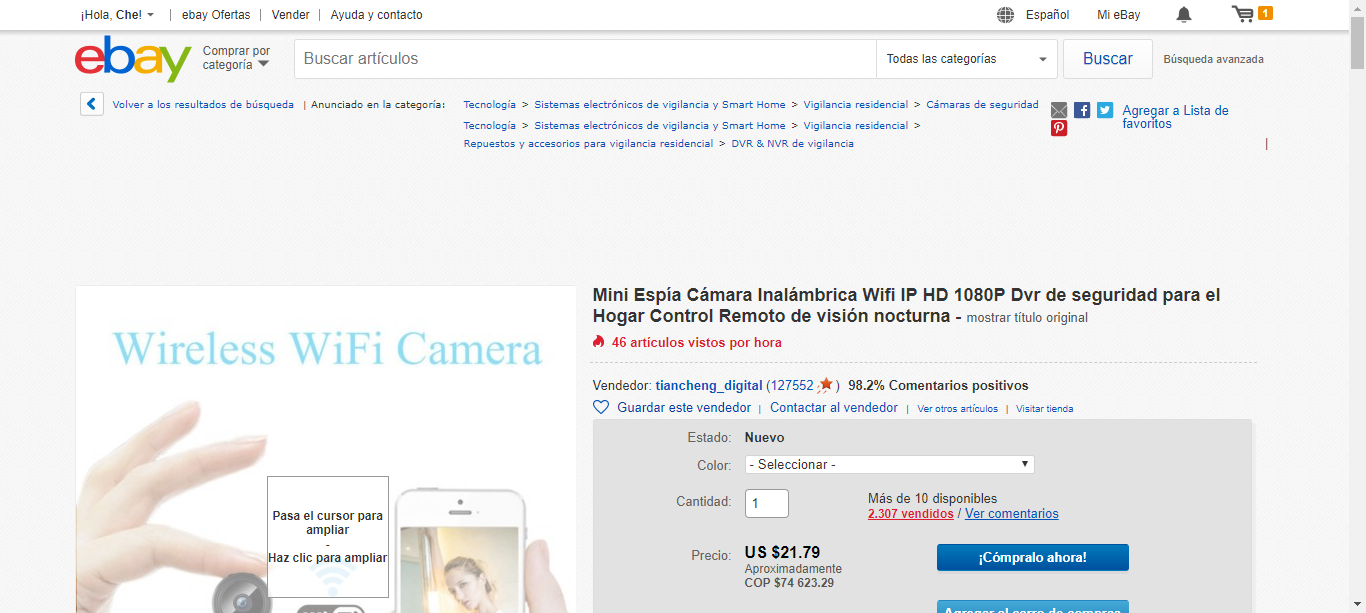 ¡Hola, Che! | ebay Ofertas | Vender | Ayuda y contacto Español Mi eBay 1
ebay Comprar por categoría Buscar artículos Todas las categorías Buscar Búsqueda avanzada
Volver a los resultados de búsqueda | Anunciado en la categoría: Tecnología > Sistemas electrónicos de vigilancia y Smart Home > Vigilancia residencial > Cámaras de seguridad
Tecnología > Sistemas electrónicos de vigilancia y Smart Home > Vigilancia residencial >
Repuestos y accesorios para vigilancia residencial > DVR & NVR de vigilancia
Agregar a Lista de
favoritos
|
Wireless WiFi Camera
Pasa el cursor para
ampliar
-
Haz clic para ampliar
Mini Espía Cámara Inalámbrica Wifi IP HD 1080P Dvr de seguridad para el
Hogar Control Remoto de visión nocturna - mostrar título original
46 artículos vistos por hora
Vendedor: tiancheng_digital (127552 ) 98.2% Comentarios positivos
Guardar este vendedor | Contactar al vendedor | Ver otros artículos | Visitar tienda
Estado: Nuevo
Color: - Seleccionar -
Cantidad: 1
Más de 10 disponibles
2.307 vendidos / Ver comentarios
Precio: US $21.79
Aproximadamente
COP $74 623.29
¡Cómpralo ahora!
Agregar al carro de compras